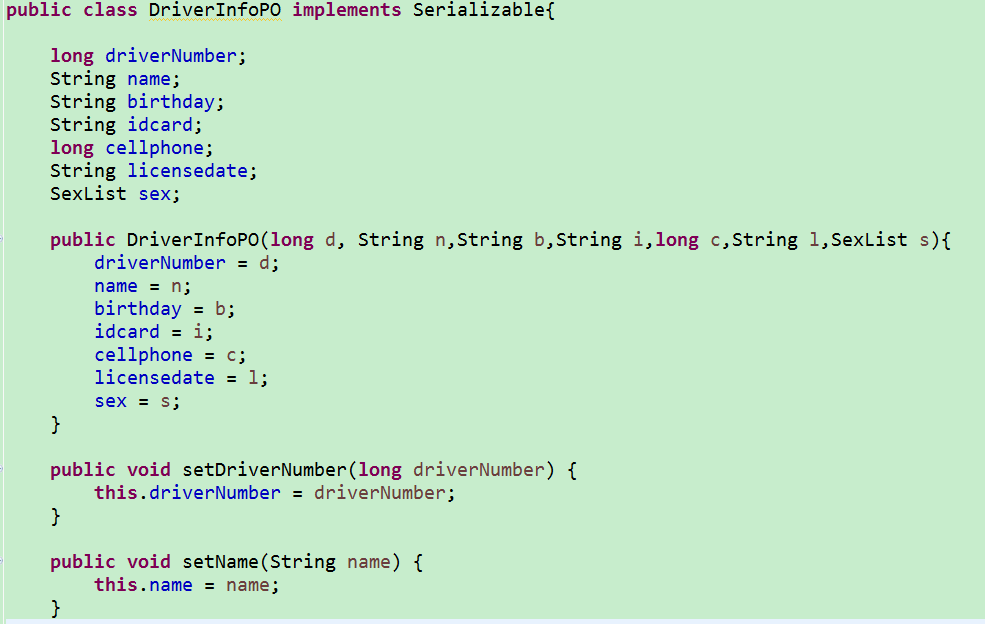 public class DriverInfoPO implements Serializable{
long driverNumber;
String name;
String birthday;
String idcard;
long cellphone;
String licensedate;
SexList sex;
public DriverInfoPO(long d, String n,String b,String i,long c,String l,SexList s){
driverNumber = d;
name = n;
birthday = b;
idcard = i;
cellphone = c;
licensedate = l;
sex = s;
}
public void setDriverNumber(long driverNumber) {
this.driverNumber = driverNumber;
}
public void setName(String name) {
this.name = name;
}